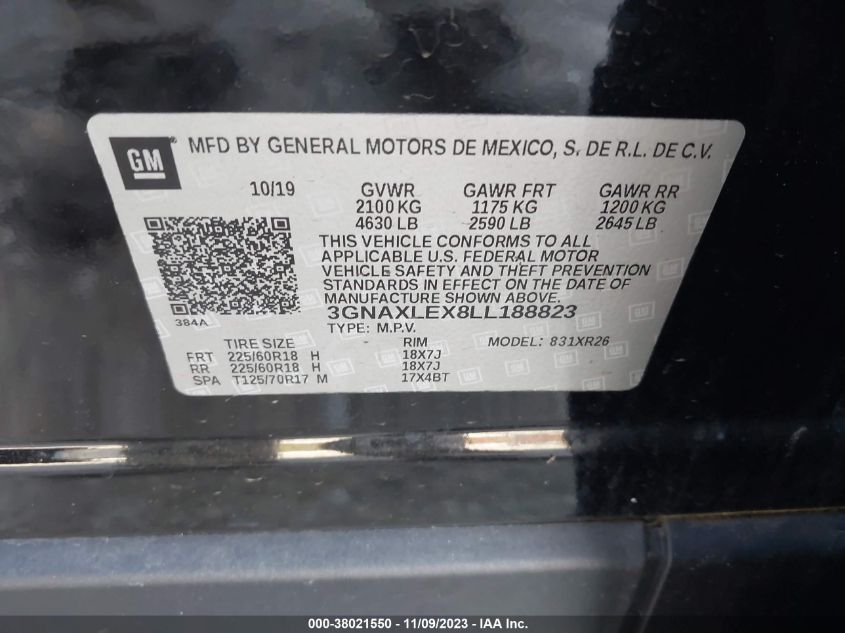 GM
MFD BY GENERAL MOTORS DE MEXICO, S. DE R.L. DE C.V.
10/19 GVWR GAWR FRT GAWR RR
2100 KG 1175 KG 1200 KG
4630 LB 2590 LB 2645 LB
THIS VEHICLE CONFORMS TO ALL
APPLICABLE U.S. FEDERAL MOTOR
VEHICLE SAFETY AND THEFT PREVENTION
STANDARDS IN EFFECT ON THE DATE OF
MANUFACTURE SHOWN ABOVE.
384A 3GNAXLEX8LL188823
TYPE: M.P.V.
TIRE SIZE RIM MODEL: 831XR26
FRT 225/60R18 H 18X7J
RR 225/60R18 H 18X7J
SPA T125/70R17 M 17X4BT
000-38021550 - 11/09/2023 - IAA Inc.